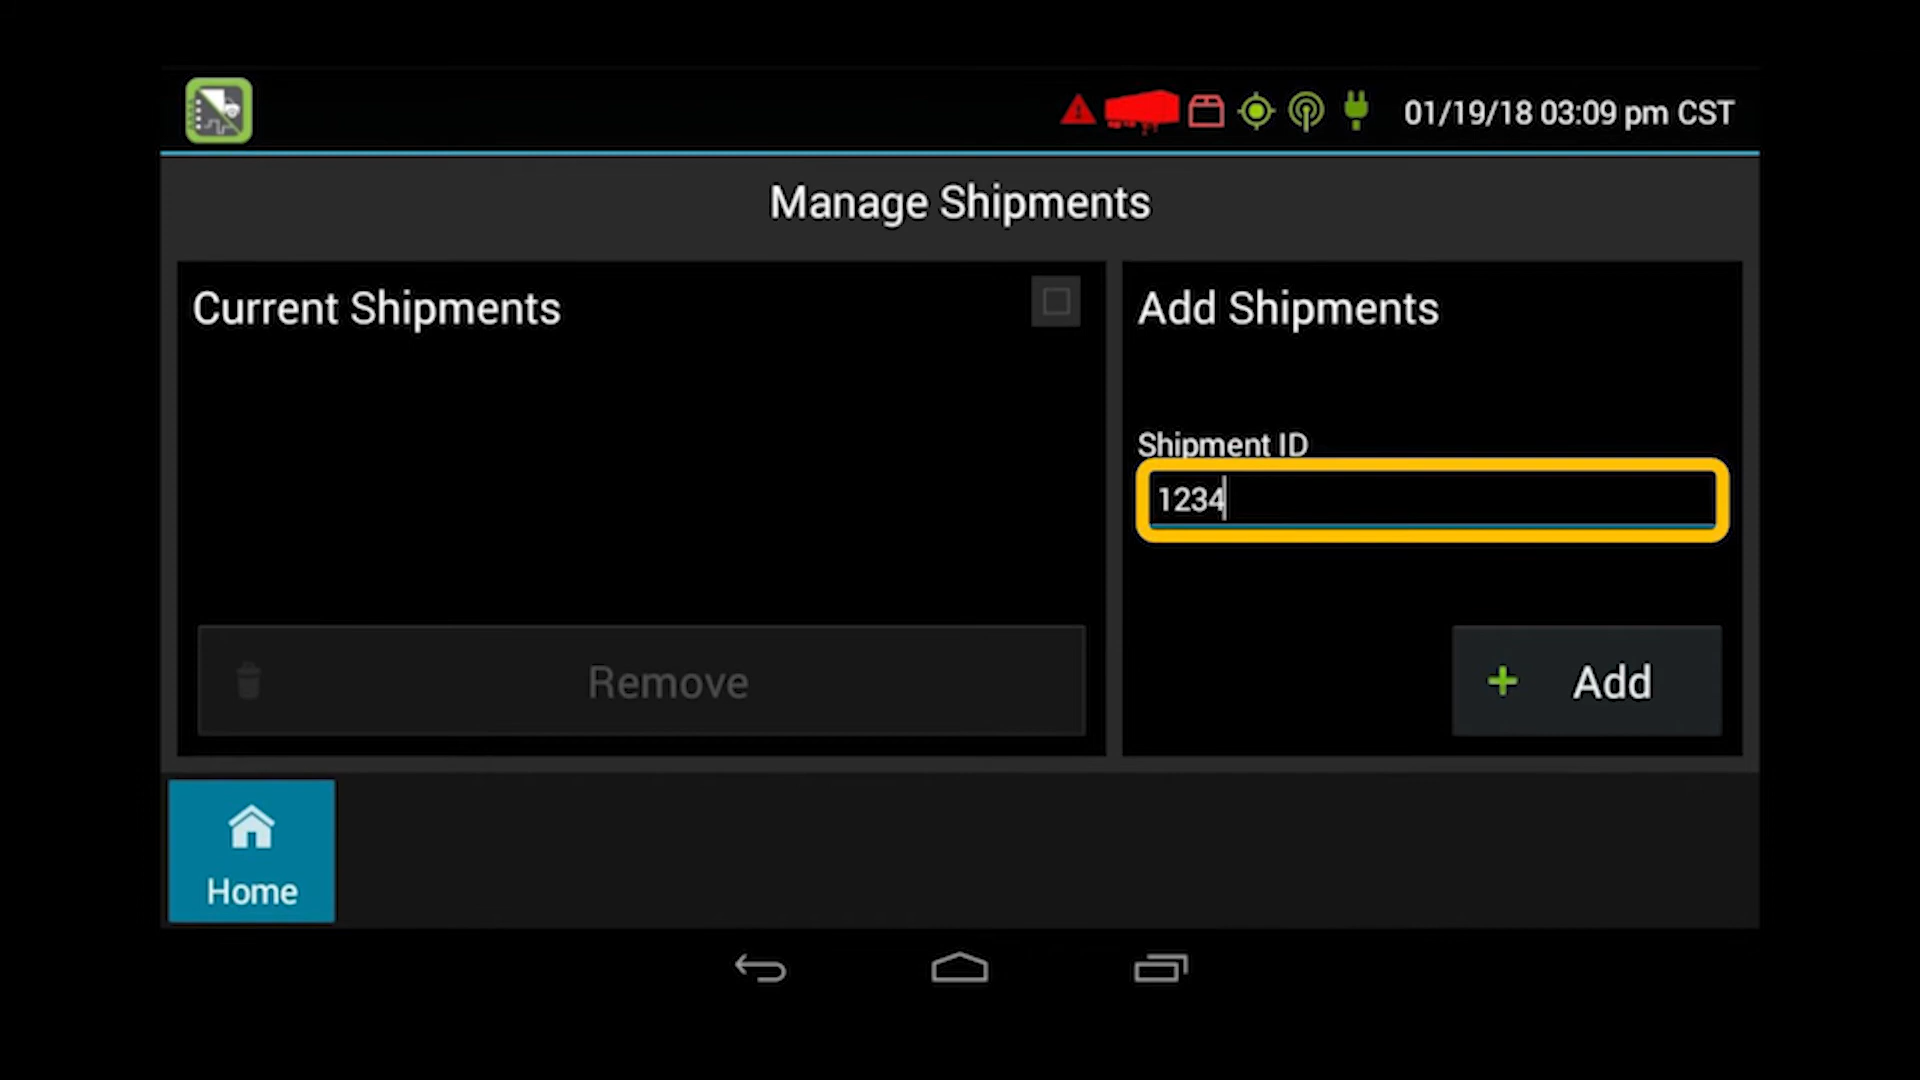 01/19/18 03:09 pm CST
Manage Shipments
Current Shipments
Add Shipments
Shipment ID
1234
Remove
Add
Home